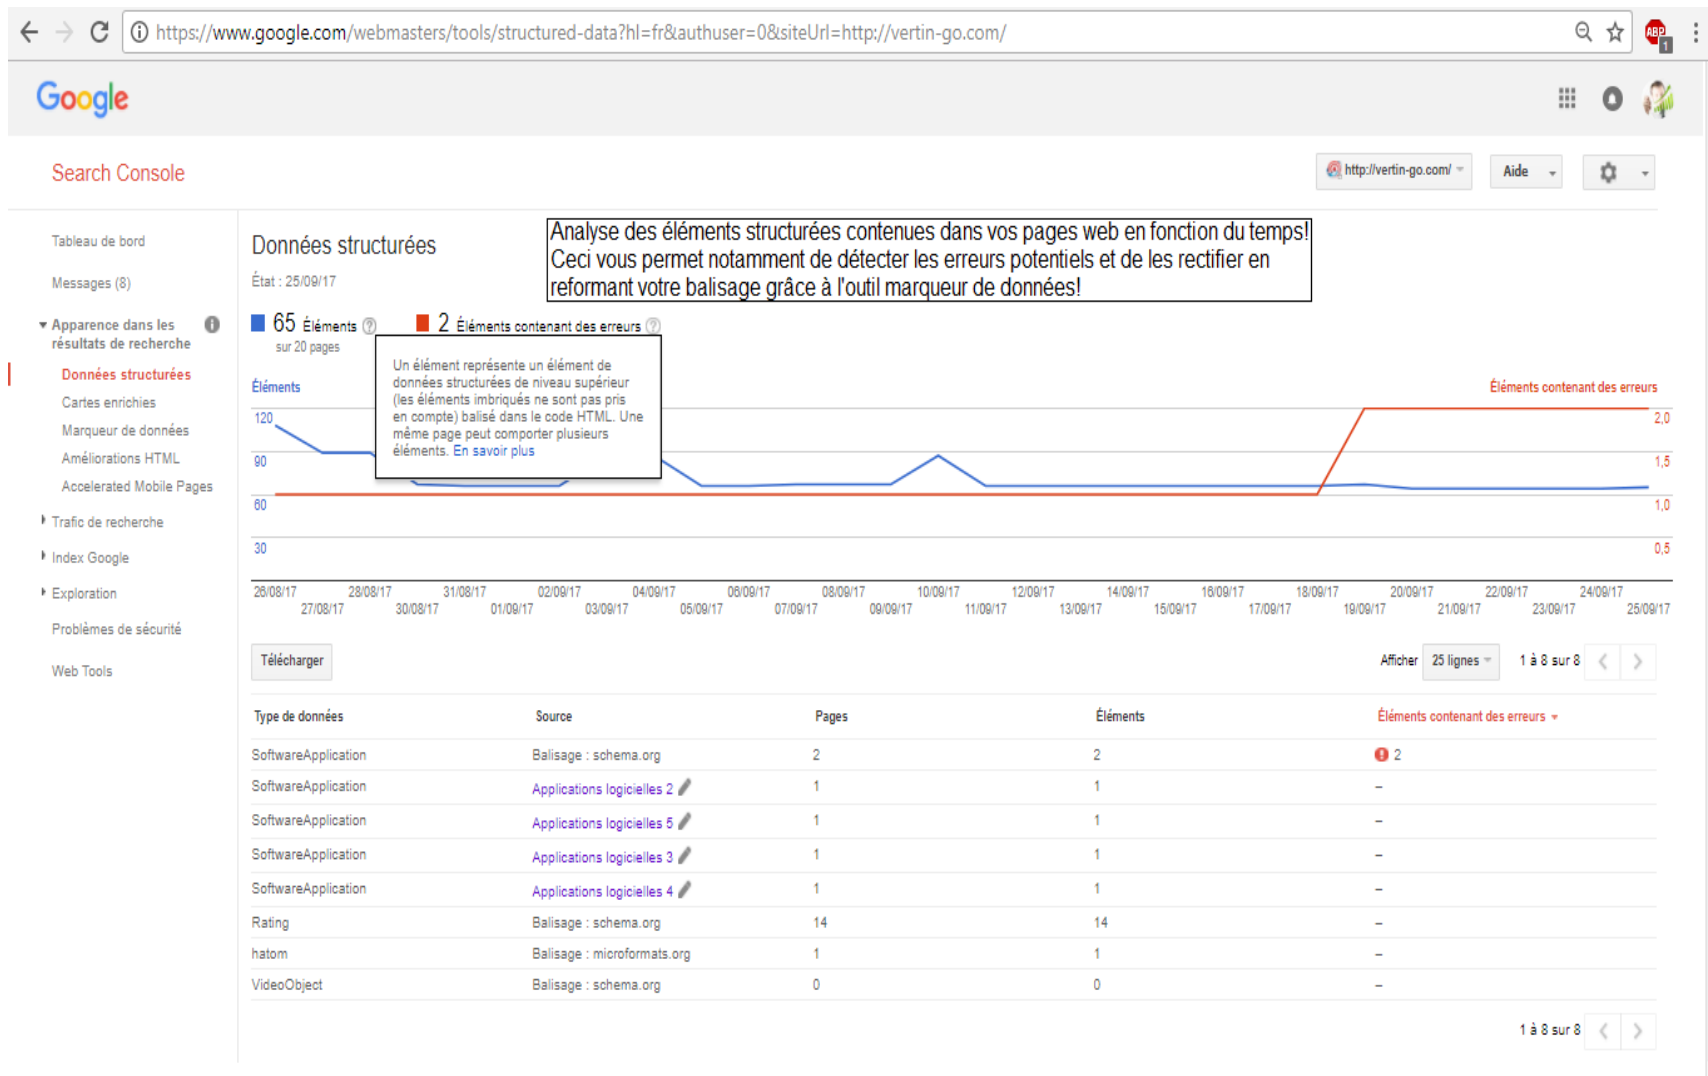 https://www.google.com/webmasters/tools/structured-data?hl=fr&authuser=0&siteUrl=http://vertin-go.com/
ABP
1
Google
Search Console
http://vertin-go.com/
Aide
Tableau de bord
Messages (8)
Apparence dans les
résultats de recherche
Données structurées
Cartes enrichies
Marqueur de données
Améliorations HTML
Accelerated Mobile Pages
Trafic de recherche
Index Google
Exploration
Problèmes de sécurité
Web Tools
Données structurées
État : 25/09/17
Analyse des éléments structurées contenues dans vos pages web en fonction du temps!
Ceci vous permet notamment de détecter les erreurs potentiels et de les rectifier en
reformant votre balisage grâce à l'outil marqueur de données!
65 Éléments ?
sur 20 pages
2 Éléments contenant des erreurs ?
Un élément représente un élément de
données structurées de niveau supérieur
(les éléments imbriqués ne sont pas pris
en compte) balisé dans le code HTML. Une
même page peut comporter plusieurs
éléments. En savoir plus
Éléments
Éléments contenant des erreurs
120 2,0
90 1,5
60 1,0
30 0,5
26/08/17 28/08/17 31/08/17 02/09/17 04/09/17 06/09/17 08/09/17 10/09/17 12/09/17 14/09/17 16/09/17 18/09/17 20/09/17 22/09/17 24/09/17
27/08/17 30/08/17 01/09/17 03/09/17 05/09/17 07/09/17 09/09/17 11/09/17 13/09/17 15/09/17 17/09/17 19/09/17 21/09/17 23/09/17 25/09/17
Télécharger
Afficher 25 lignes 1 à 8 sur 8
Type de données Source Pages Éléments Éléments contenant des erreurs
SoftwareApplication Balisage : schema.org 2 2 2
SoftwareApplication Applications logicielles 2 1 1 –
SoftwareApplication Applications logicielles 5 1 1 –
SoftwareApplication Applications logicielles 3 1 1 –
SoftwareApplication Applications logicielles 4 1 1 –
Rating Balisage : schema.org 14 14 –
hatom Balisage : microformats.org 1 1 –
VideoObject Balisage : schema.org 0 0 –
1 à 8 sur 8